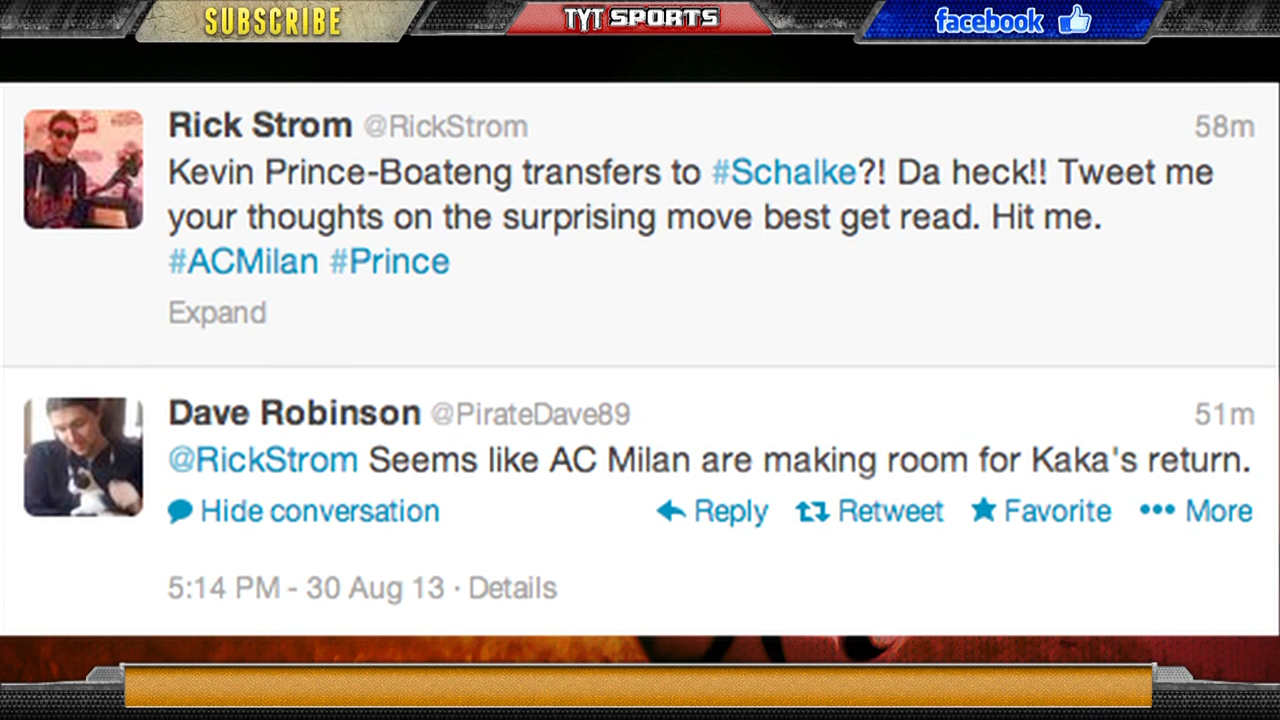 SUBSCRIBE
TYT SPORTS
facebook
Rick Strom @RickStrom 58m
Kevin Prince-Boateng transfers to #Schalke?! Da heck!! Tweet me
your thoughts on the surprising move best get read. Hit me.
#ACMilan #Prince
Expand
Dave Robinson @PirateDave89 51m
@RickStrom Seems like AC Milan are making room for Kaka's return.
Hide conversation Reply Retweet Favorite ••• More
5:14 PM - 30 Aug 13 · Details